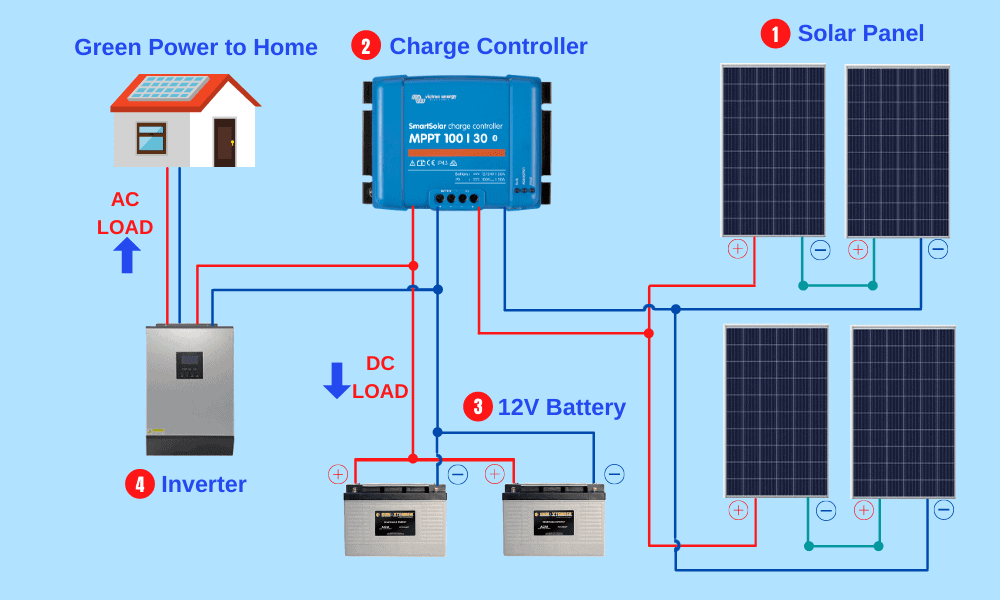 Green Power to Home
2 Charge Controller
1 Solar Panel
victron energy
SmartSolar charge controller
MPPT 100 | 30
IP43
AC
LOAD
DC
LOAD
3 12V Battery
4 Inverter
+
−
+
−
+
−
+
−
+
−
+
−